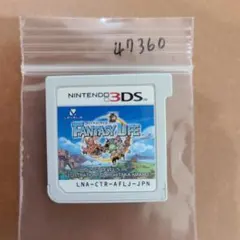 47360
NINTENDO 3DS
FANTASY LIFE
LNA-CTR-AFLJ-JPN